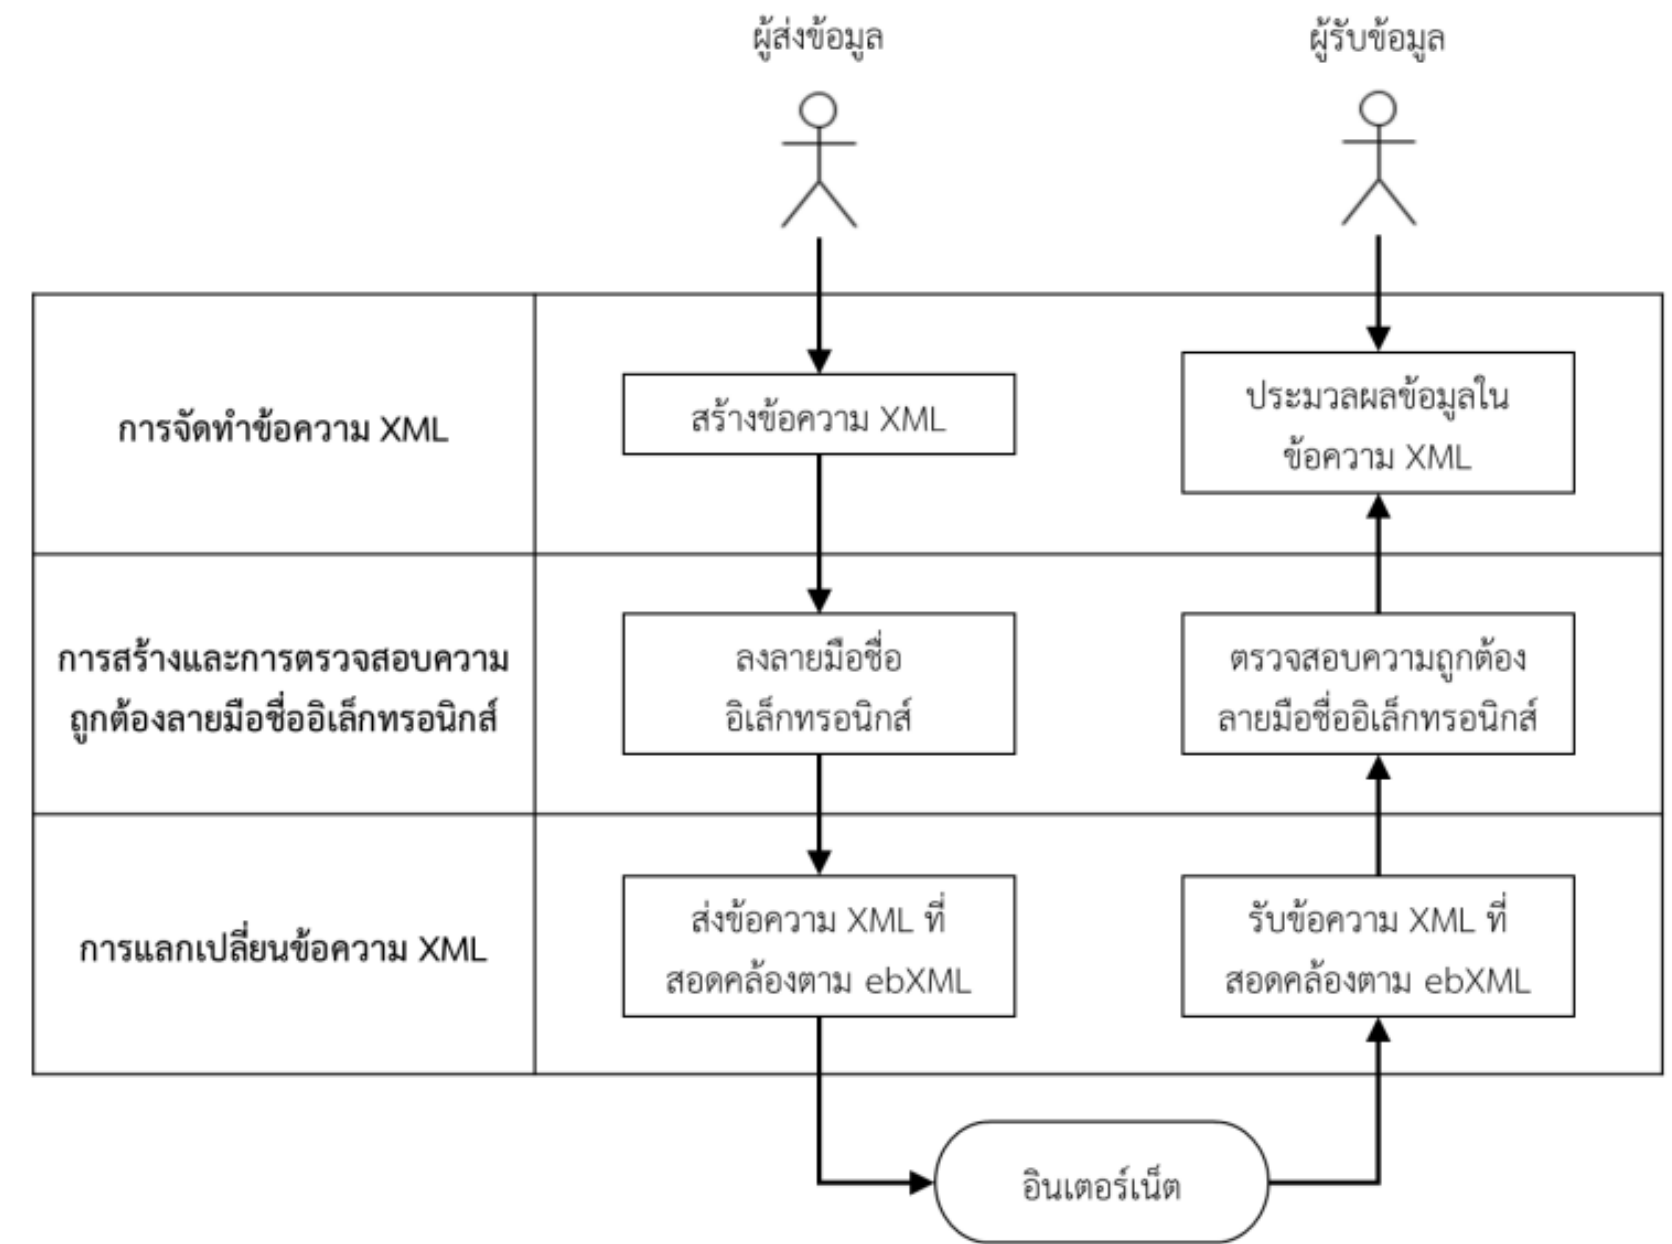 ผู้ส่งข้อมูล
ผู้รับข้อมูล
การจัดทำข้อความ XML
สร้างข้อความ XML
ประมวลผลข้อมูลใน
ข้อความ XML
การสร้างและการตรวจสอบความ
ถูกต้องลายมือชื่ออิเล็กทรอนิกส์
ลงลายมือชื่อ
อิเล็กทรอนิกส์
ตรวจสอบความถูกต้อง
ลายมือชื่ออิเล็กทรอนิกส์
การแลกเปลี่ยนข้อความ XML
ส่งข้อความ XML ที่
สอดคล้องตาม ebXML
รับข้อความ XML ที่
สอดคล้องตาม ebXML
อินเตอร์เน็ต